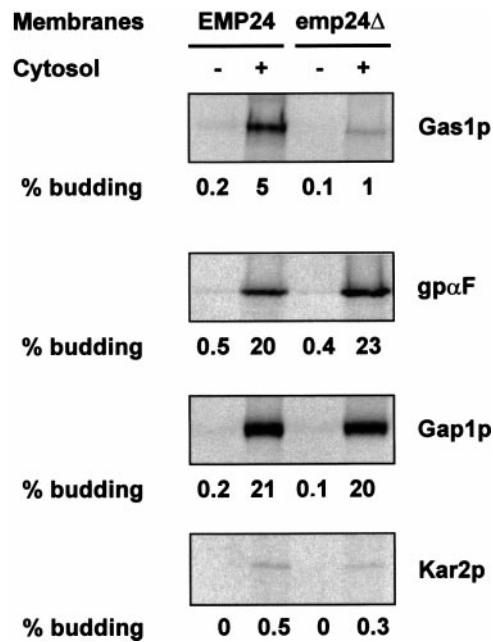 Membranes EMP24 emp24Δ
Cytosol - + - +
Gas1p
% budding 0.2 5 0.1 1
gpαF
% budding 0.5 20 0.4 23
Gap1p
% budding 0.2 21 0.1 20
Kar2p
% budding 0 0.5 0 0.3